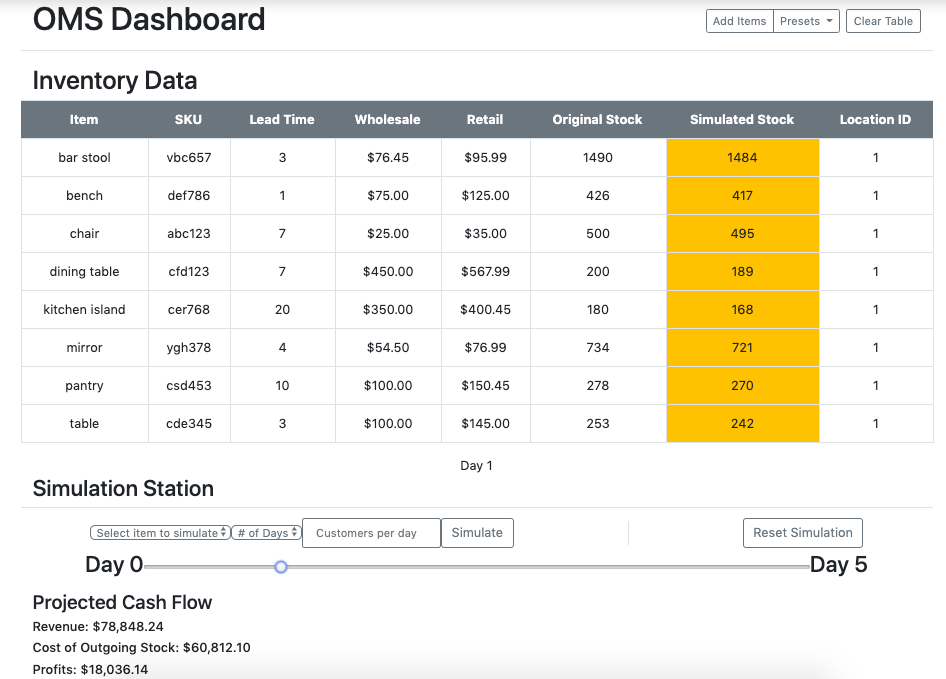 OMS Dashboard
Add Items Presets Clear Table
Inventory Data
Item SKU Lead Time Wholesale Retail Original Stock Simulated Stock Location ID
bar stool vbc657 3 $76.45 $95.99 1490 1484 1
bench def786 1 $75.00 $125.00 426 417 1
chair abc123 7 $25.00 $35.00 500 495 1
dining table cfd123 7 $450.00 $567.99 200 189 1
kitchen island cer768 20 $350.00 $400.45 180 168 1
mirror ygh378 4 $54.50 $76.99 734 721 1
pantry csd453 10 $100.00 $150.45 278 270 1
table cde345 3 $100.00 $145.00 253 242 1
Day 1
Simulation Station
Select item to simulate # of Days Customers per day Simulate Reset Simulation
Day 0 Day 5
Projected Cash Flow
Revenue: $78,848.24
Cost of Outgoing Stock: $60,812.10
Profits: $18,036.14